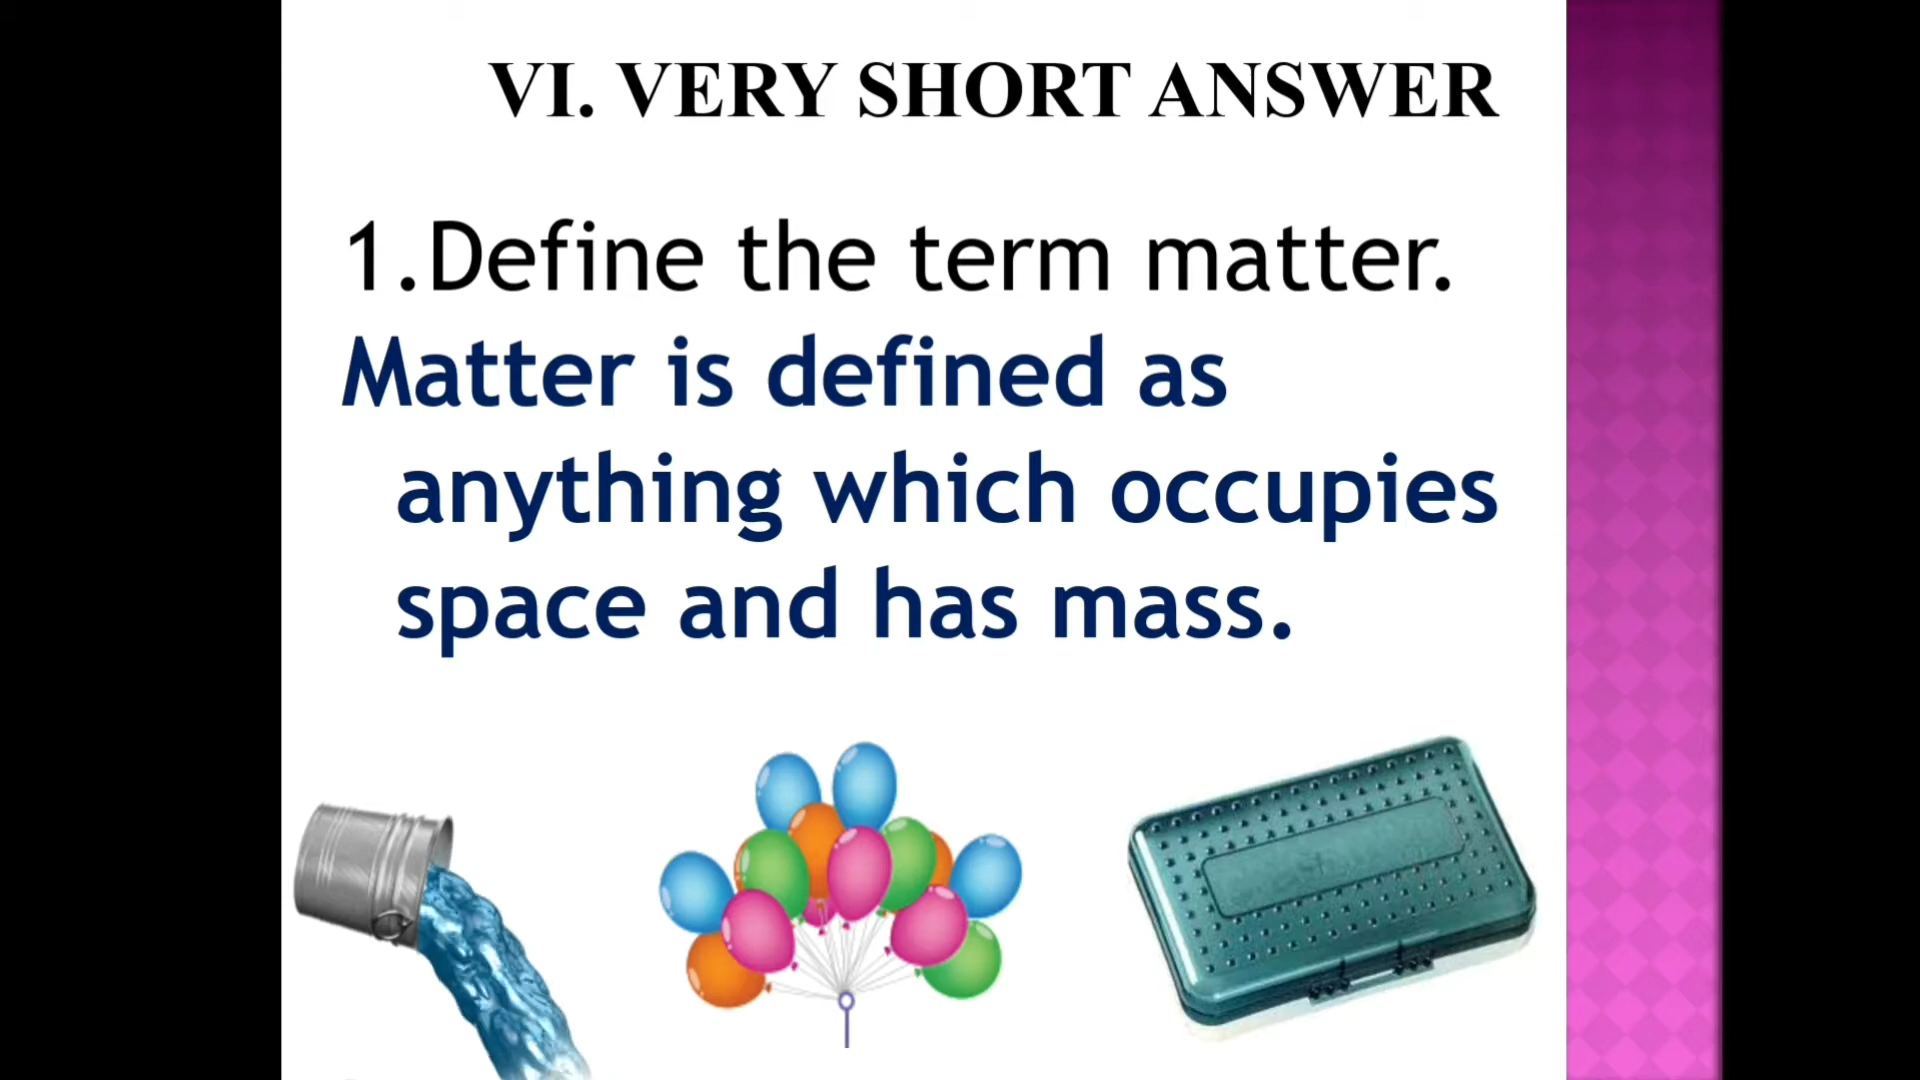 VI. VERY SHORT ANSWER
1.Define the term matter.
Matter is defined as
anything which occupies
space and has mass.